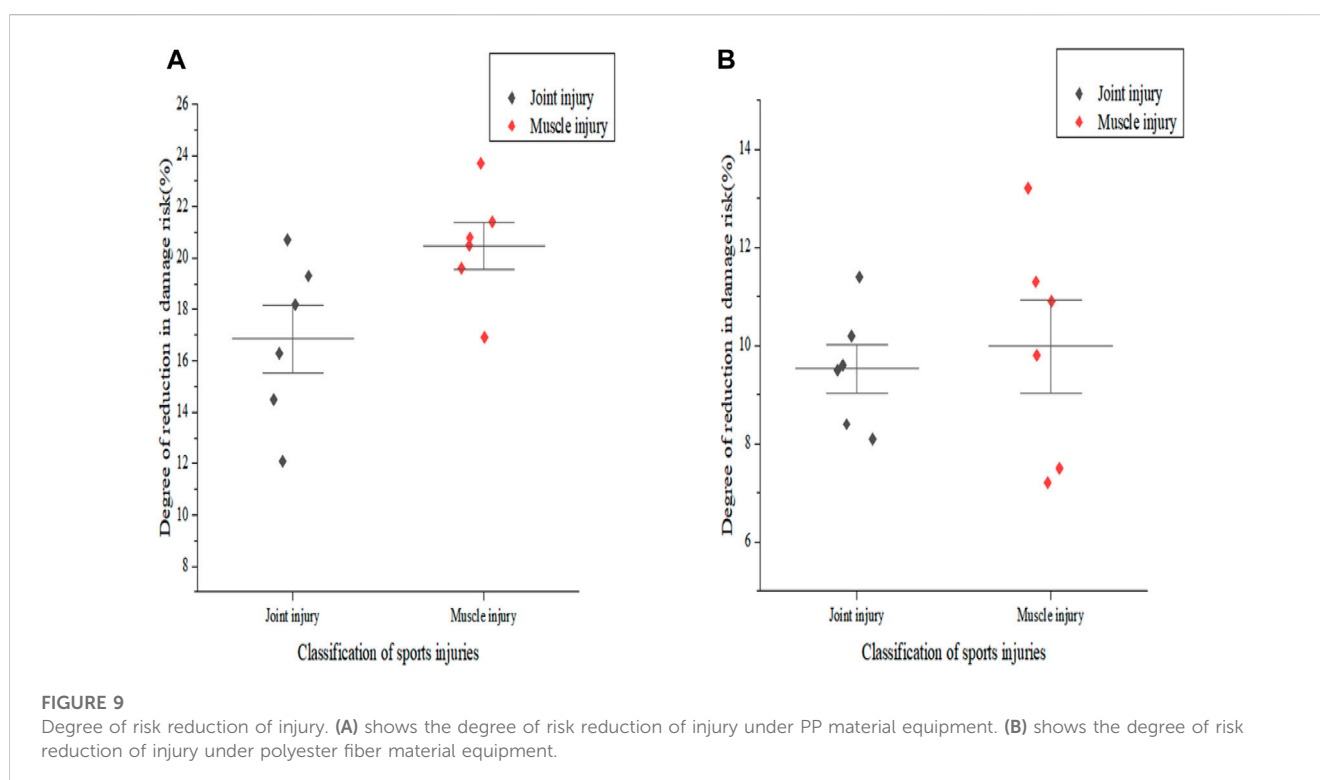 A
Joint injury
Muscle injury
26
24
22
20
18
16
14
12
10
8
Degree of reduction in damage risk(%)
Joint injury
Muscle injury
Classification of sports injuries
B
Joint injury
Muscle injury
14
12
10
8
6
Degree of reduction in damage risk(%)
Joint injury
Muscle injury
Classification of sports injuries
FIGURE 9
Degree of risk reduction of injury. (A) shows the degree of risk reduction of injury under PP material equipment. (B) shows the degree of risk
reduction of injury under polyester fiber material equipment.